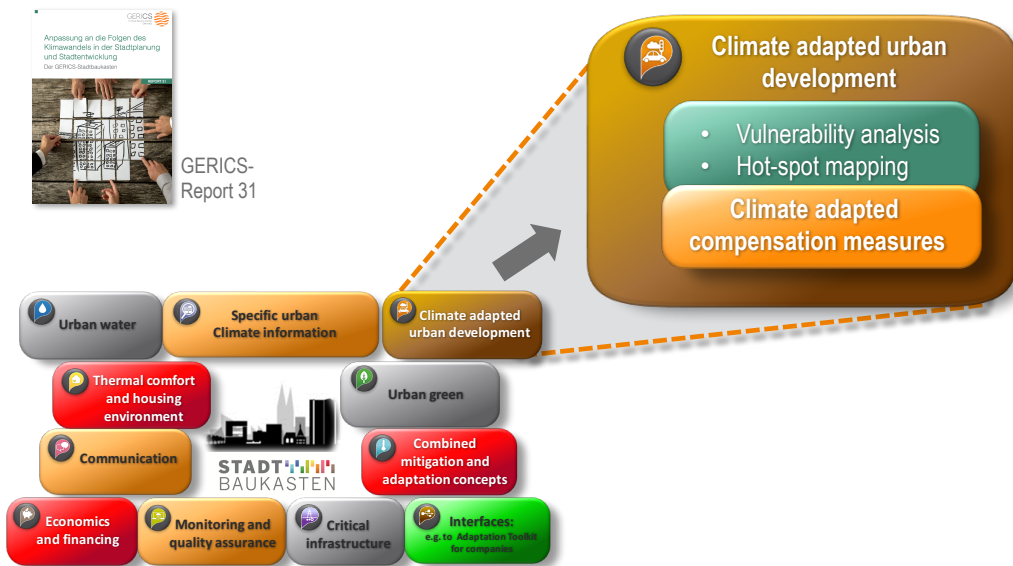 GERICS
Anpassung an die Folgen des
Klimawandels in der Stadtplanung
und Stadtentwicklung
Der GERICS-Stadtbaukasten
REPORT 31
GERICS-
Report 31
Climate adapted urban
development
• Vulnerability analysis
• Hot-spot mapping
Climate adapted
compensation measures
Urban water
Specific urban
Climate information
Climate adapted
urban development
Thermal comfort
and housing
environment
Urban green
Communication
STADT
BAUKASTEN
Combined
mitigation and
adaptation concepts
Economics
and financing
Monitoring and
quality assurance
Critical
infrastructure
Interfaces:
e.g. to Adaptation Toolkit
for companies